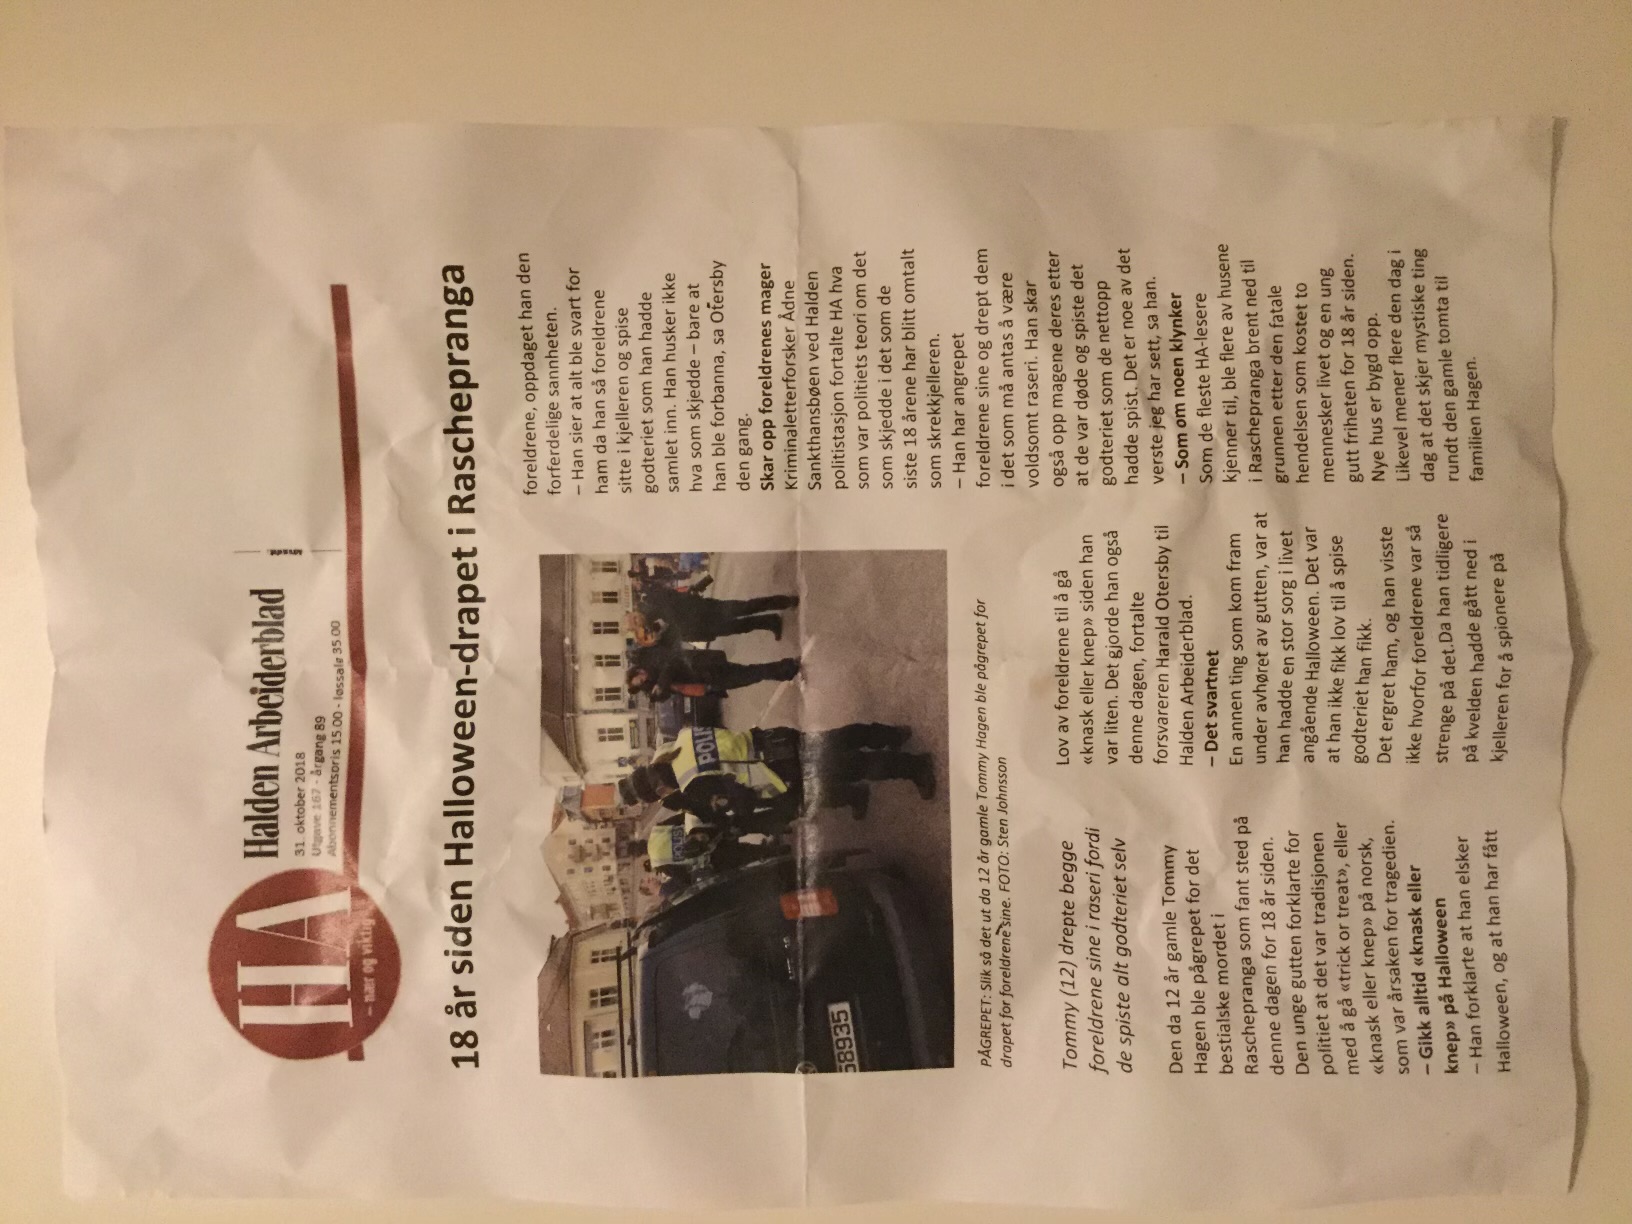 HA
– nær og viktig
Halden Arbeiderblad
31. oktober 2018
Utgave 167 - årgang 89
Abonnementspris 15.00 - løssalg 35.00
18 år siden Halloween-drapet i Raschepranga
POLIS
POLIS
58935
PÅGREPET: Slik så det ut da 12 år gamle Tommy Hagen ble pågrepet for
drapet for foreldrene sine. FOTO: Sten Johnsson
Tommy (12) drepte begge
foreldrene sine i raseri fordi
de spiste alt godteriet selv
Den da 12 år gamle Tommy
Hagen ble pågrepet for det
bestialske mordet i
Raschepranga som fant sted på
denne dagen for 18 år siden.
Den unge gutten forklarte for
politiet at det var tradisjonen
med å gå «trick or treat», eller
«knask eller knep» på norsk,
som var årsaken for tragedien.
– Gikk alltid «knask eller
knep» på Halloween
– Han forklarte at han elsker
Halloween, og at han har fått
Lov av foreldrene til å gå
«knask eller knep» siden han
var liten. Det gjorde han også
denne dagen, fortalte
forsvareren Harald Otersby til
Halden Arbeiderblad.
– Det svartnet
En annen ting som kom fram
under avhøret av gutten, var at
han hadde en stor sorg i livet
angående Halloween. Det var
at han ikke fikk lov til å spise
godteriet han fikk.
Det ergret ham, og han visste
ikke hvorfor foreldrene var så
strenge på det.Da han tidligere
på kvelden hadde gått ned i
kjelleren for å spionere på
foreldrene, oppdaget han den
forferdelige sannheten.
– Han sier at alt ble svart for
ham da han så foreldrene
sitte i kjelleren og spise
godteriet som han hadde
samlet inn. Han husker ikke
hva som skjedde – bare at
han ble forbanna, sa Otersby
den gang.
Skar opp foreldrenes mager
Kriminaletterforsker Ådne
Sankthansbøen ved Halden
politistasjon fortalte HA hva
som var politiets teori om det
som skjedde i det som de
siste 18 årene har blitt omtalt
som skrekkjelleren.
– Han har angrepet
foreldrene sine og drept dem
i det som må antas å være
voldsomt raseri. Han skar
også opp magene deres etter
at de var døde og spiste det
godteriet som de nettopp
hadde spist. Det er noe av det
verste jeg har sett, sa han.
– Som om noen klynker
Som de fleste HA-lesere
kjenner til, ble flere av husene
i Raschepranga brent ned til
grunnen etter den fatale
hendelsen som kostet to
mennesker livet og en ung
gutt friheten for 18 år siden.
Nye hus er bygd opp.
Likevel mener flere den dag i
dag at det skjer mystiske ting
rundt den gamle tomta til
familien Hagen.